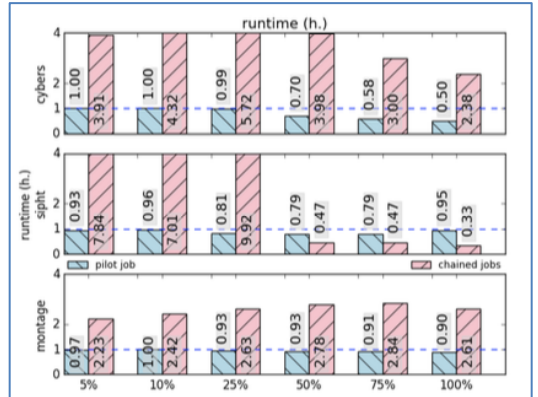 runtime (h.)
4
2
1
0
cybers
1.00 3.91 1.00 4.32 0.99 5.72 0.70 3.98 0.58 3.00 0.50 2.38
4
2
1
0
runtime (h.)
sipht
0.93 7.84 0.96 7.01 0.81 9.92 0.79 0.47 0.79 0.47 0.95 0.33
pilot job chained jobs
4
2
1
0
montage
0.97 2.23 1.00 2.42 0.93 2.63 0.93 2.78 0.91 2.84 0.90 2.61
5% 10% 25% 50% 75% 100%